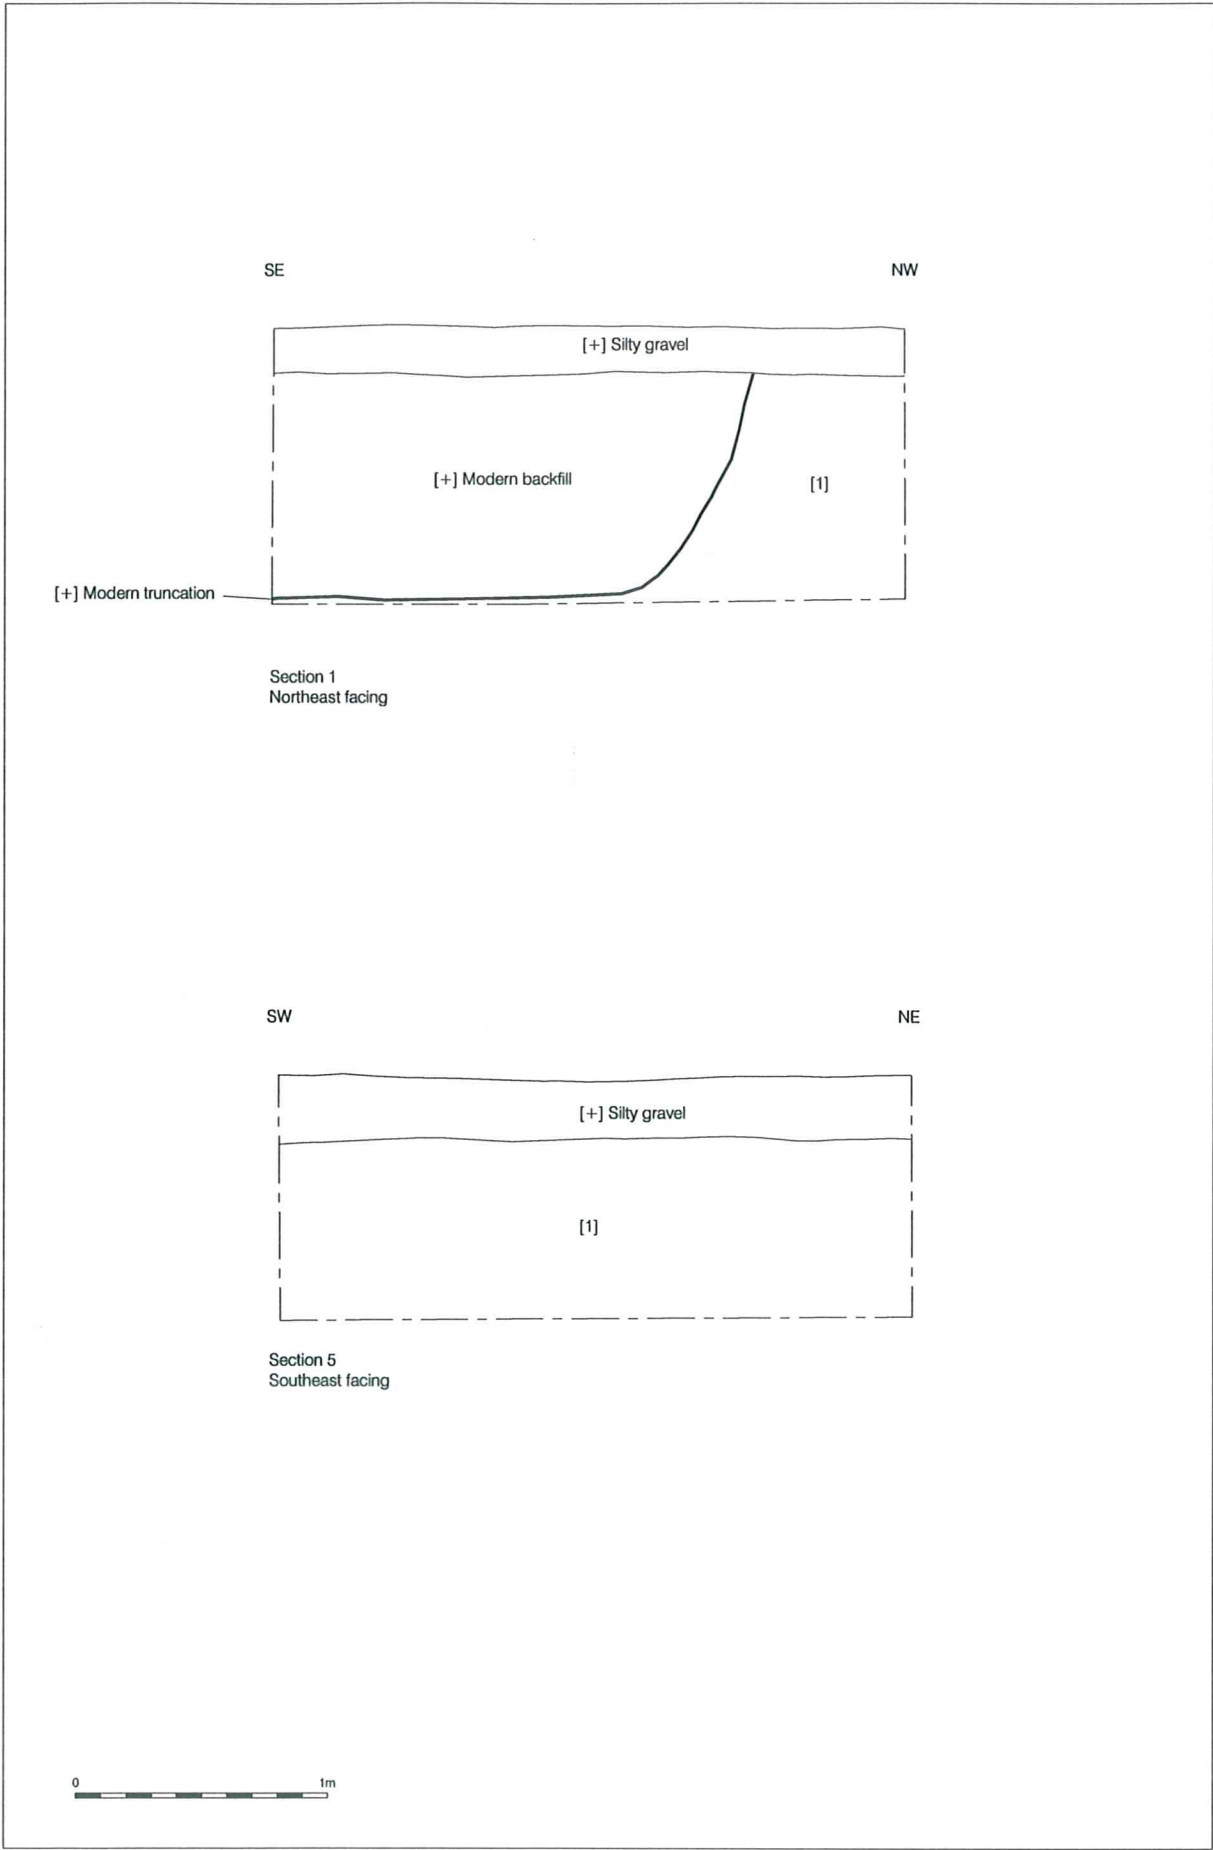 SE
NW
[+] Silty gravel
[+] Modern backfill
[1]
[+] Modern truncation
Section 1
Northeast facing
SW
NE
[+] Silty gravel
[1]
Section 5
Southeast facing
0
1m